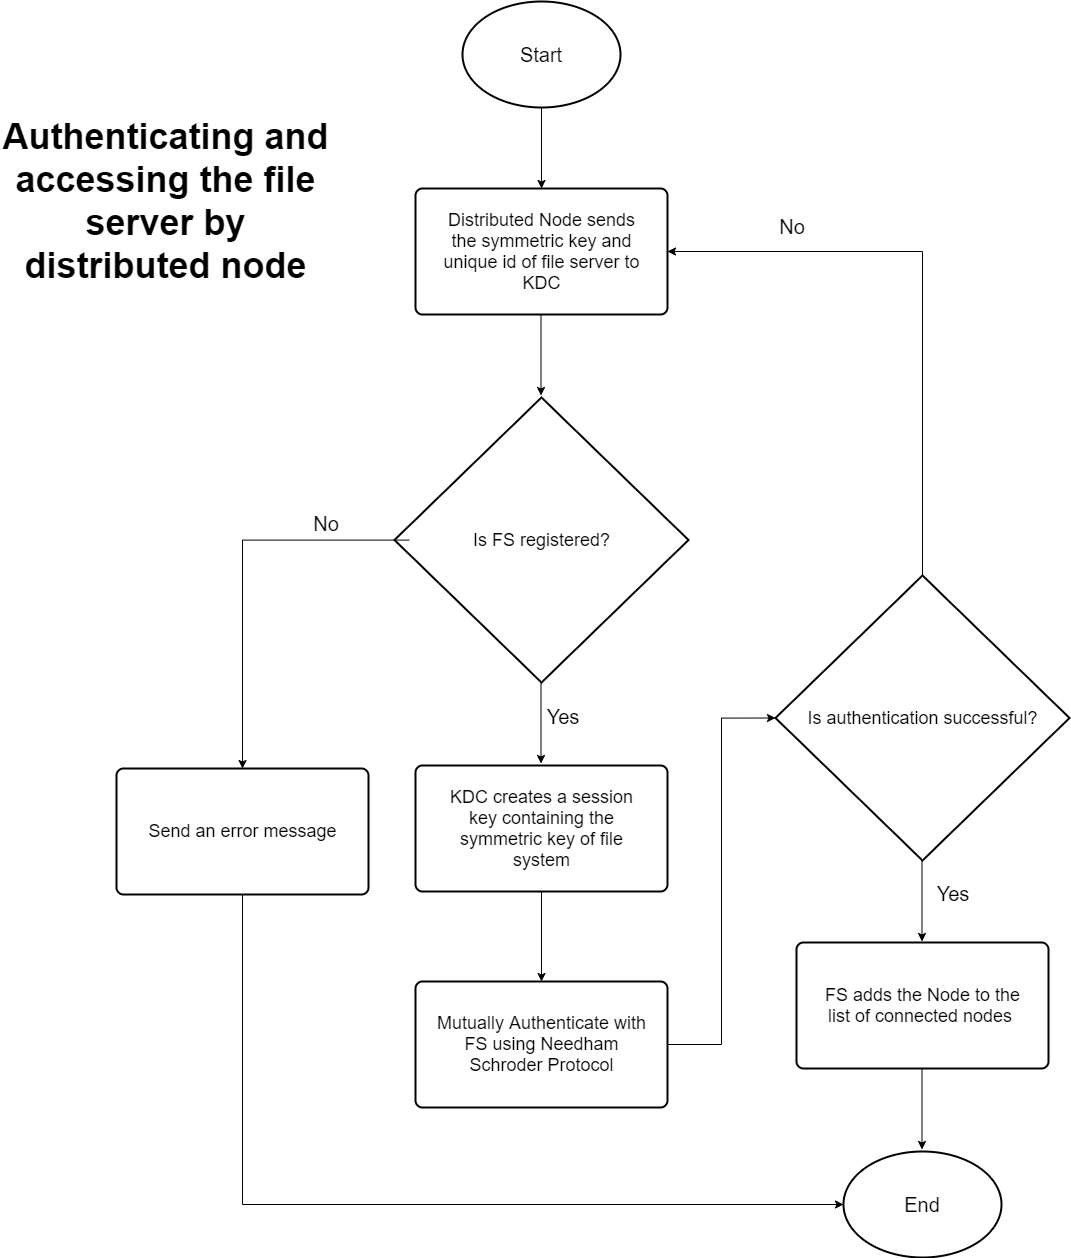 Start
Authenticating and
accessing the file
server by
distributed node
Distributed Node sends
the symmetric key and
unique id of file server to
KDC
No
Is FS registered?
No
Yes
Is authentication successful?
Send an error message
KDC creates a session
key containing the
symmetric key of file
system
Yes
Mutually Authenticate with
FS using Needham
Schroder Protocol
FS adds the Node to the
list of connected nodes
End